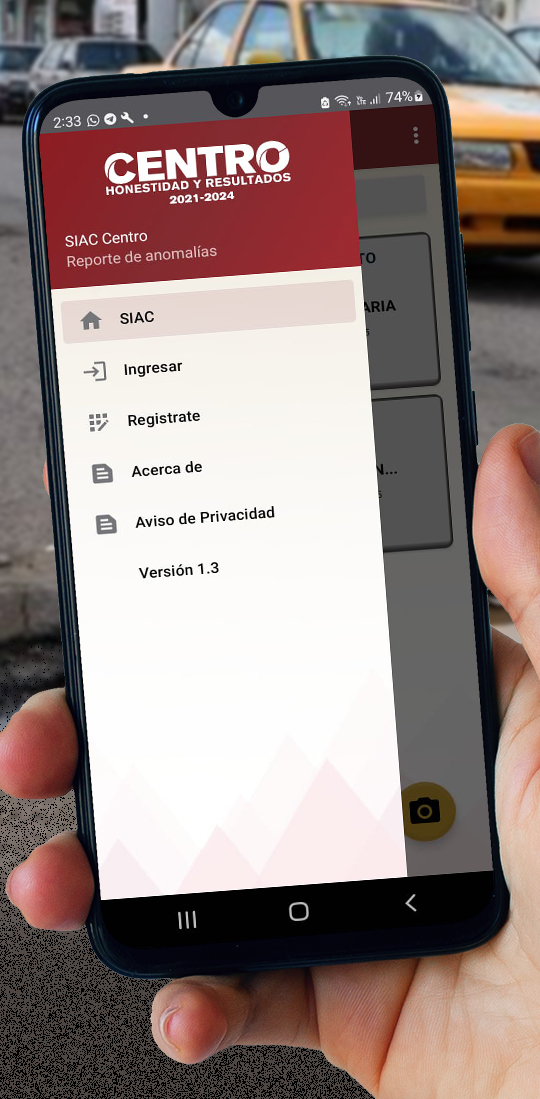 2:33
74%
CENTRO
HONESTIDAD Y RESULTADOS
2021-2024
SIAC Centro
Reporte de anomalías
SIAC
Ingresar
Registrate
Acerca de
Aviso de Privacidad
Versión 1.3
TO
ARIA
N...